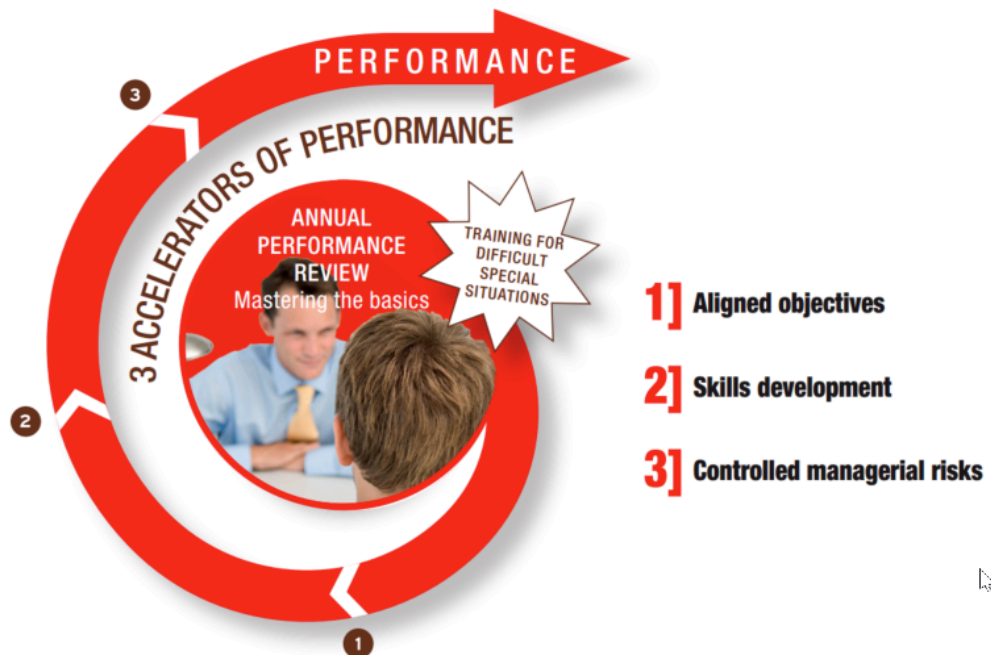 PERFORMANCE
3 ACCELERATORS OF PERFORMANCE
ANNUAL
PERFORMANCE
REVIEW
Mastering the basics
TRAINING FOR
DIFFICULT
SPECIAL
SITUATIONS
3
2
1
1] Aligned objectives
2] Skills development
3] Controlled managerial risks